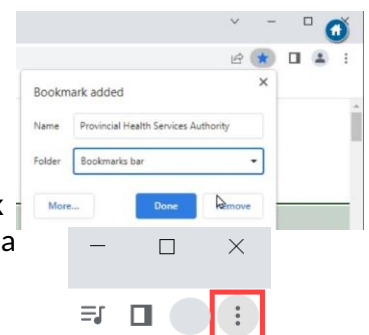 Bookmark added
Name Provincial Health Services Authority
Folder Bookmarks bar
More... Done Remove
a